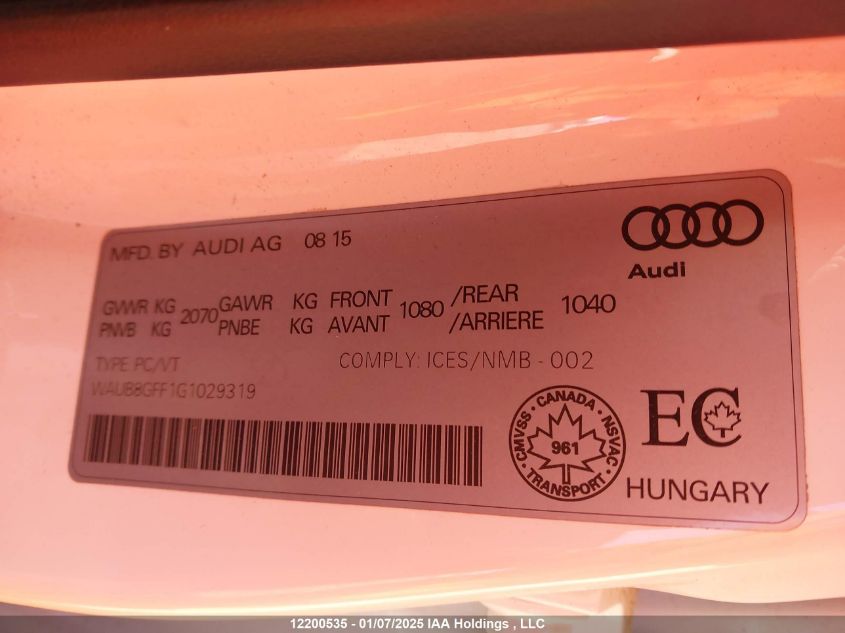 MFD. BY AUDI AG 08 15
Audi
GVWR KG 2070 GAWR KG FRONT 1080 /REAR 1040
PNVB KG PNBE KG AVANT /ARRIERE
TYPE: PC/VT
COMPLY: ICES/NMB - 002
WAUB8GFF1G1029319
CMVSS · CANADA · NSVAC · TRANSPORT ·
961
EC
HUNGARY
12200535 - 01/07/2025 IAA Holdings , LLC